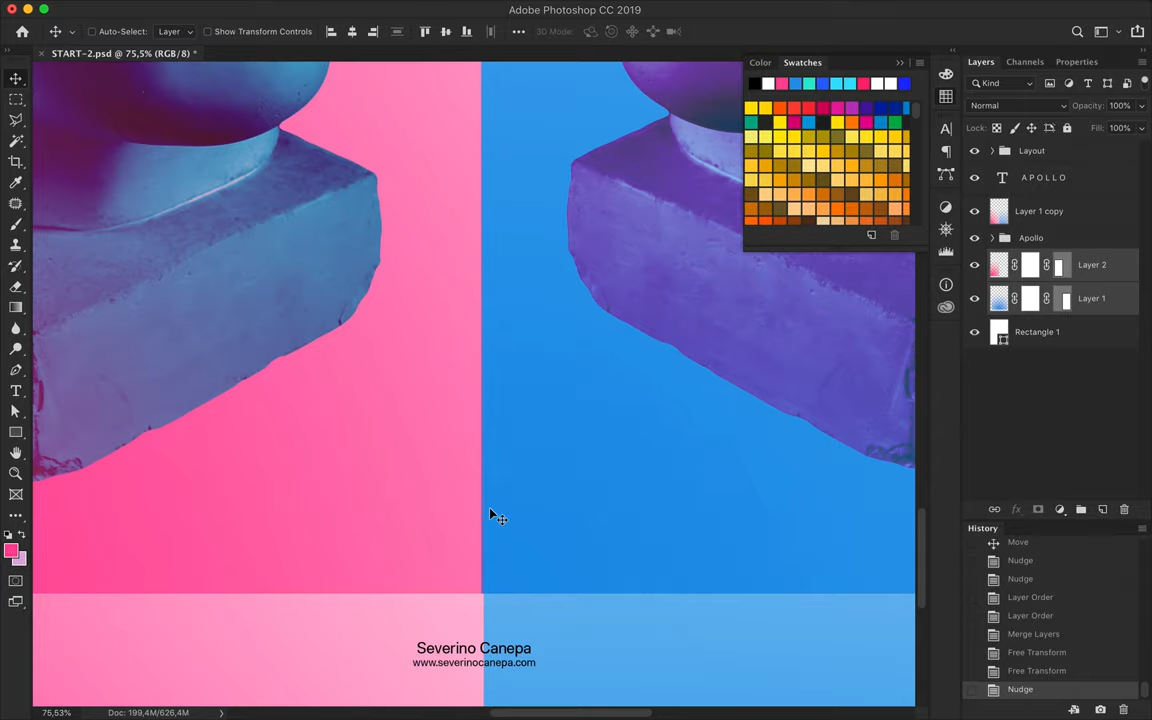 Adobe Photoshop CC 2019
Auto-Select: Layer Show Transform Controls 3D Mode:
START-2.psd @ 75,5% (RGB/8) *
Color Swatches
Layers Channels Properties
Kind
Normal Opacity: 100%
Lock: Fill: 100%
Layout
A P O L L O
Layer 1 copy
Apollo
Layer 2
Layer 1
Rectangle 1
History
Move
Nudge
Nudge
Layer Order
Layer Order
Merge Layers
Free Transform
Free Transform
Nudge
Severino Canepa
www.severinocanepa.com
75,53% Doc: 199,4M/626,4M